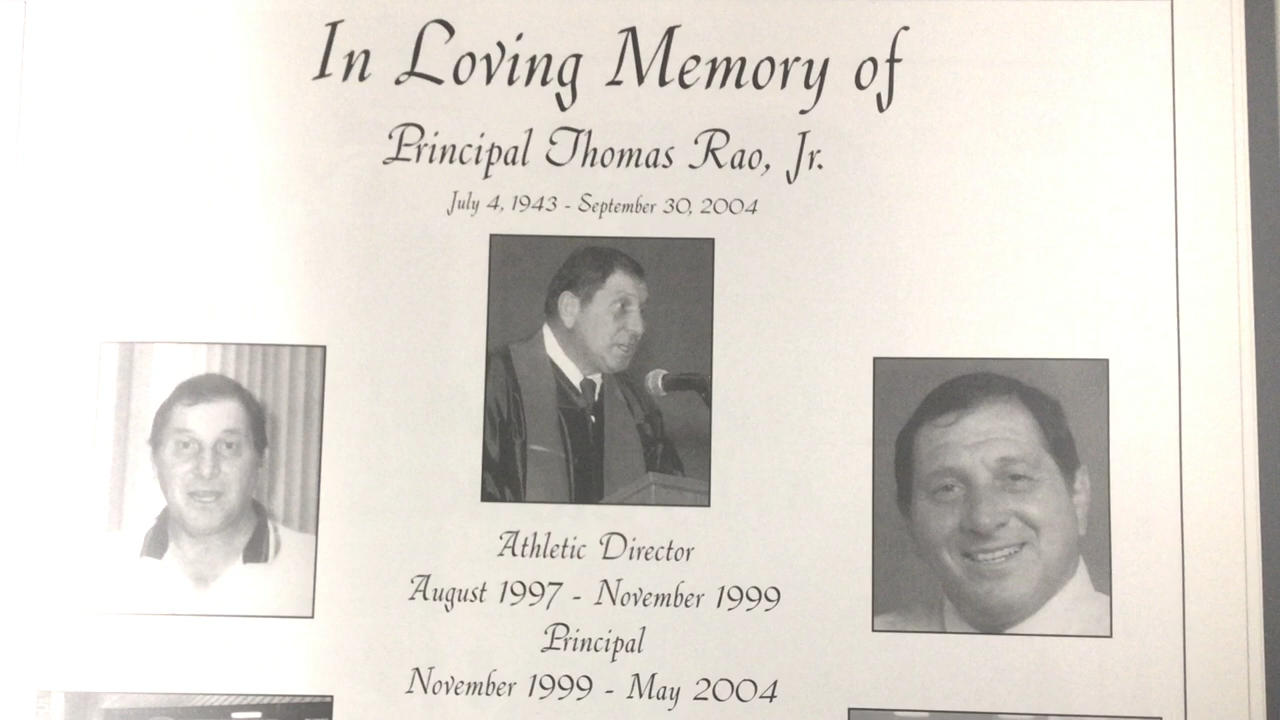 In Loving Memory of
Principal Thomas Rao, Jr.
July 4, 1943 - September 30, 2004
Athletic Director
August 1997 - November 1999
Principal
November 1999 - May 2004